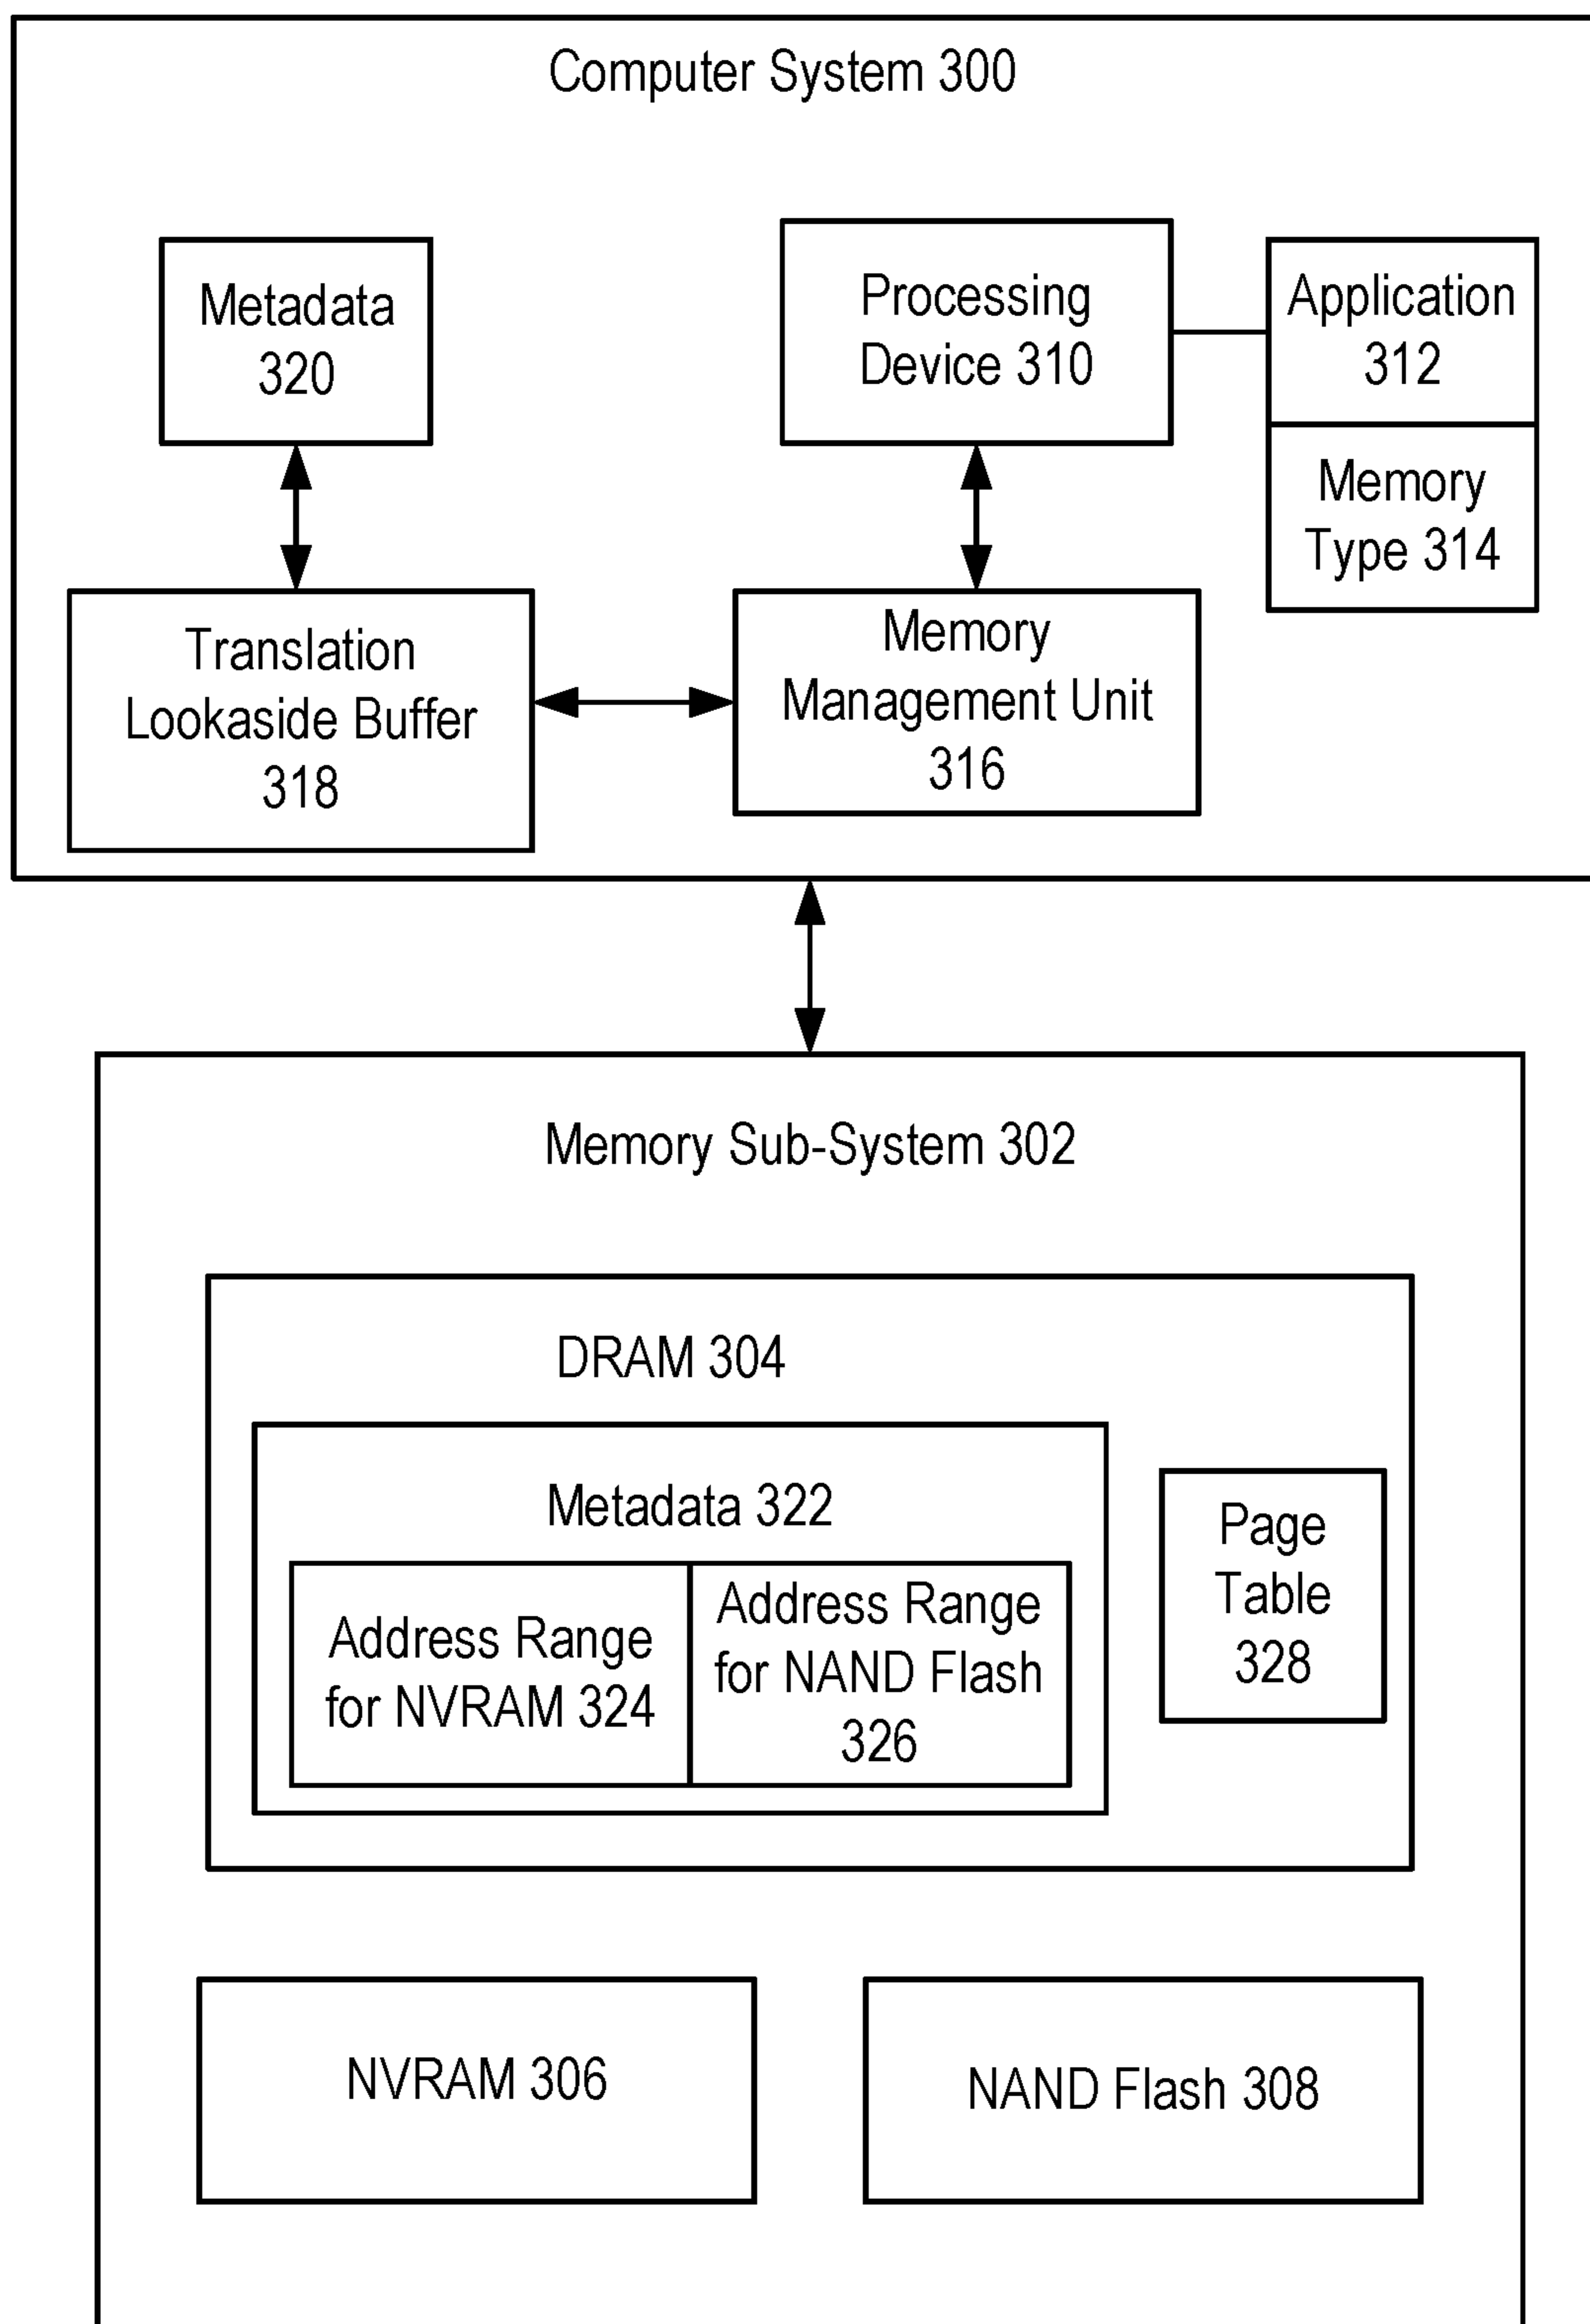 Computer System 300
Metadata
320
Processing
Device 310
Application
312
Memory
Type 314
Translation
Lookaside Buffer
318
Memory
Management Unit
316
Memory Sub-System 302
DRAM 304
Metadata 322
Address Range
for NVRAM 324
Address Range
for NAND Flash
326
Page
Table
328
NVRAM 306
NAND Flash 308